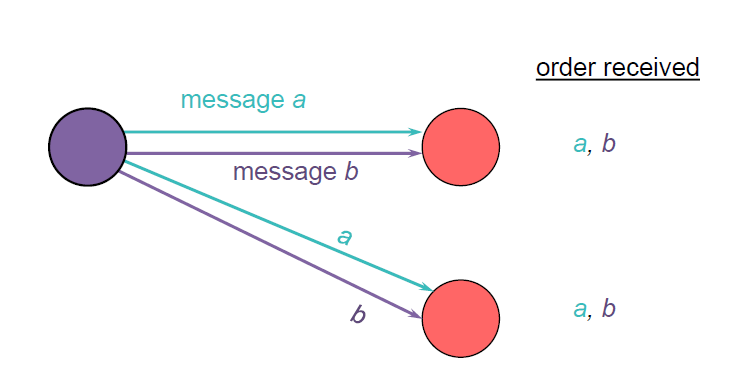 order received
message a
a, b
message b
a
b
a, b